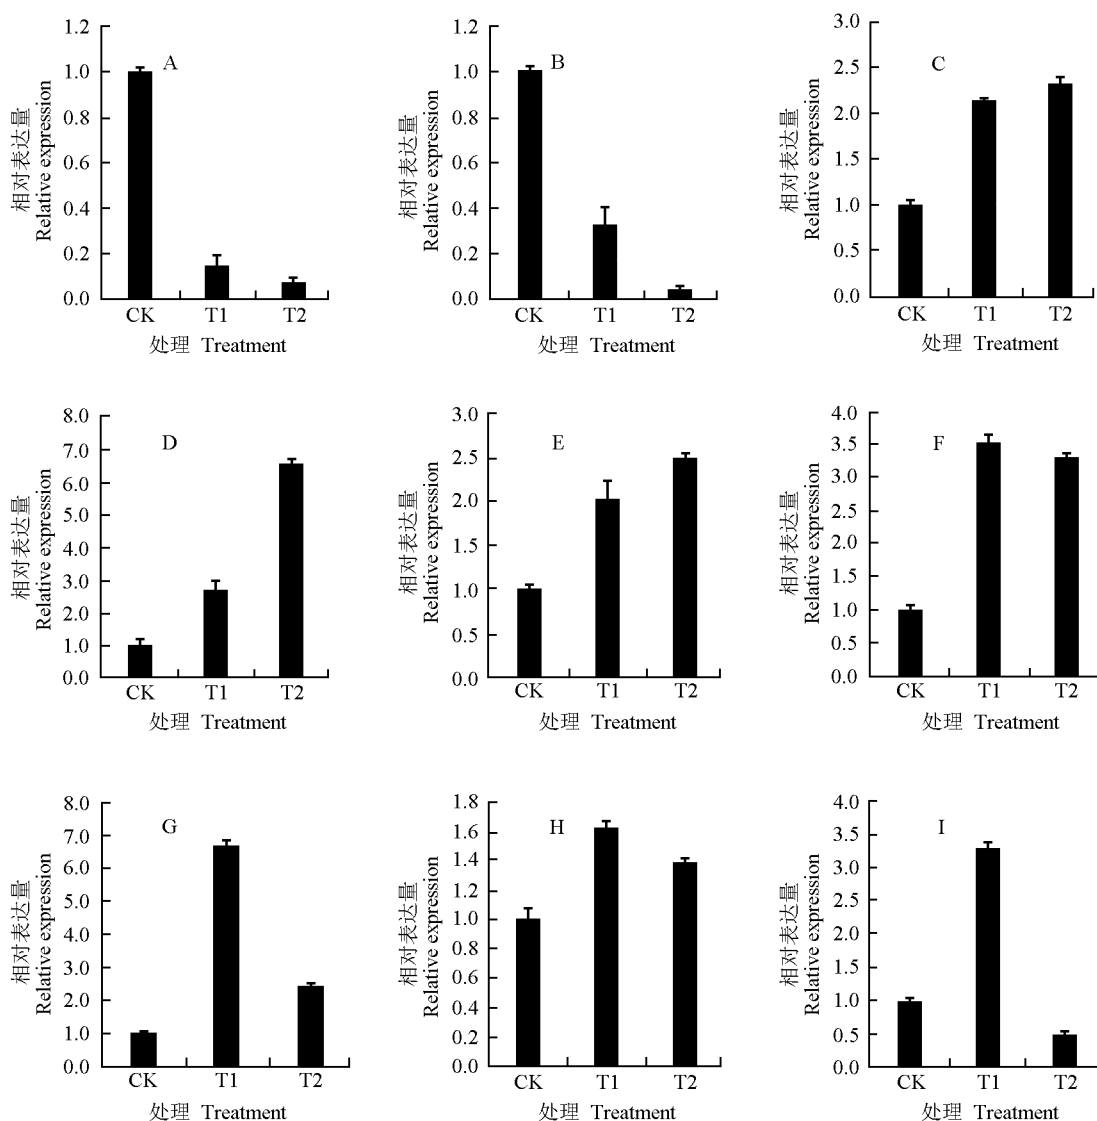 A
相对表达量
Relative expression
1.2
1.0
0.8
0.6
0.4
0.2
0.0
CK T1 T2
处理 Treatment
B
相对表达量
Relative expression
1.2
1.0
0.8
0.6
0.4
0.2
0.0
CK T1 T2
处理 Treatment
C
相对表达量
Relative expression
3.0
2.5
2.0
1.5
1.0
0.5
0.0
CK T1 T2
处理 Treatment
D
相对表达量
Relative expression
8.0
7.0
6.0
5.0
4.0
3.0
2.0
1.0
0.0
CK T1 T2
处理 Treatment
E
相对表达量
Relative expression
3.0
2.5
2.0
1.5
1.0
0.5
0.0
CK T1 T2
处理 Treatment
F
相对表达量
Relative expression
4.0
3.5
3.0
2.5
2.0
1.5
1.0
0.5
0.0
CK T1 T2
处理 Treatment
G
相对表达量
Relative expression
8.0
7.0
6.0
5.0
4.0
3.0
2.0
1.0
0.0
CK T1 T2
处理 Treatment
H
相对表达量
Relative expression
1.8
1.6
1.4
1.2
1.0
0.8
0.6
0.4
0.2
0.0
CK T1 T2
处理 Treatment
I
相对表达量
Relative expression
4.0
3.5
3.0
2.5
2.0
1.5
1.0
0.5
0.0
CK T1 T2
处理 Treatment